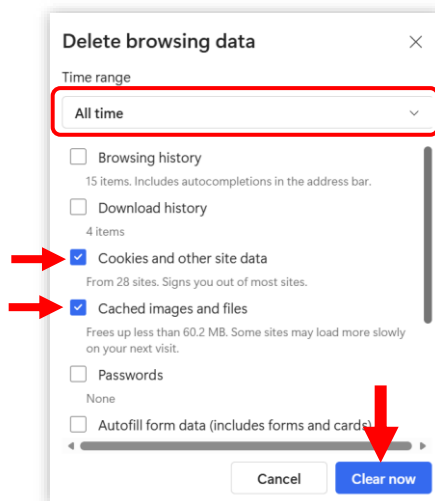 Delete browsing data
Time range
All time
Browsing history
15 items. Includes autocompletions in the address bar.
Download history
4 items
Cookies and other site data
From 28 sites. Signs you out of most sites.
Cached images and files
Frees up less than 60.2 MB. Some sites may load more slowly
on your next visit.
Passwords
None
Autofill form data (includes forms and cards)
Cancel
Clear now